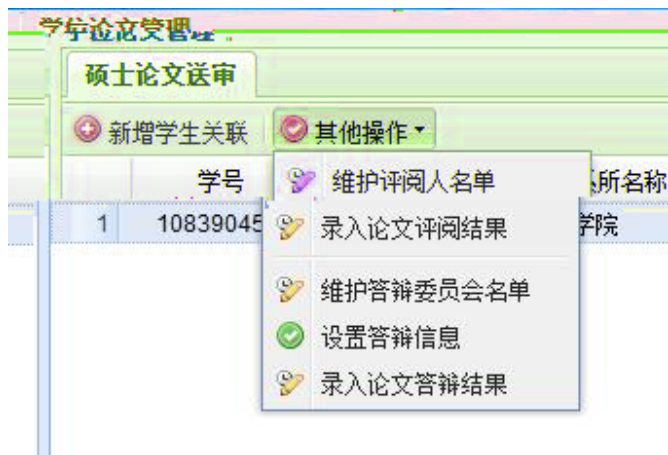 硕士论文送审
新增学生关联 其他操作
学号 维护评阅人名单 所名称
1 10839045 录入论文评阅结果 学院
维护答辩委员会名单
设置答辩信息
录入论文答辩结果